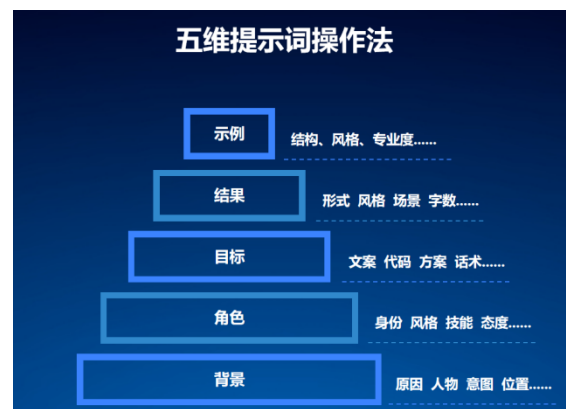 五维提示词操作法
示例
结构、风格、专业度……
结果
形式 风格 场景 字数……
目标
文案 代码 方案 话术……
角色
身份 风格 技能 态度……
背景
原因 人物 意图 位置……